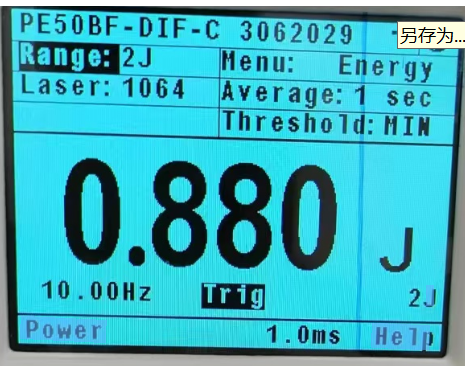 PE50BF-DIF-C 3062029
另存为...
Range: 2J
Menu: Energy
Laser: 1064
Average: 1 sec
Threshold: MIN
0.880 J
10.00Hz Trig 2J
Power 1.0ms Help